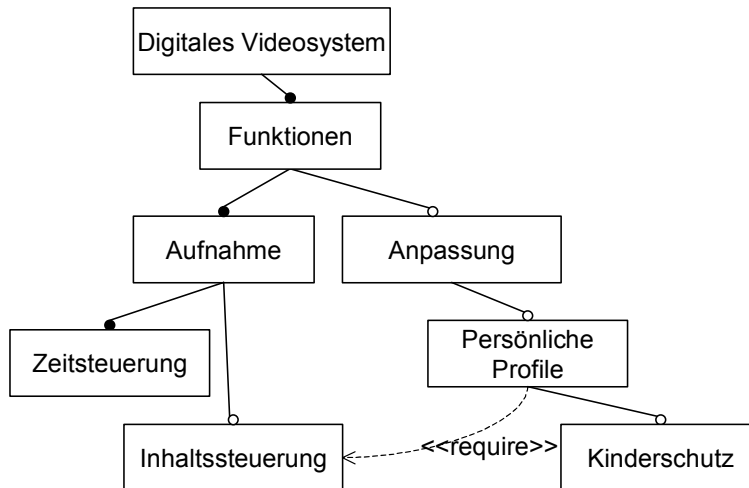 Digitales Videosystem
Funktionen
Aufnahme
Anpassung
Zeitsteuerung
Persönliche
Profile
Inhaltssteuerung
<<require>>
Kinderschutz